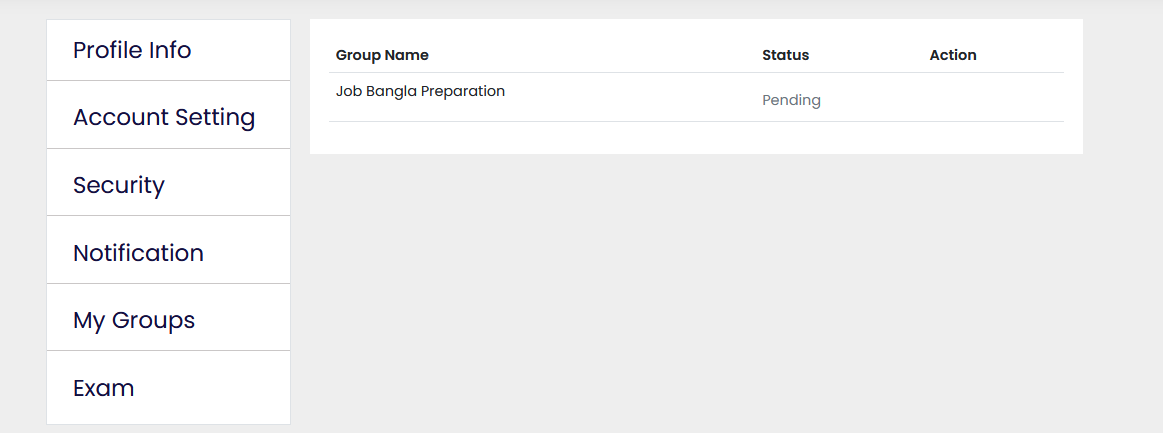 Profile Info
Account Setting
Security
Notification
My Groups
Exam
Group Name Status Action
Job Bangla Preparation Pending